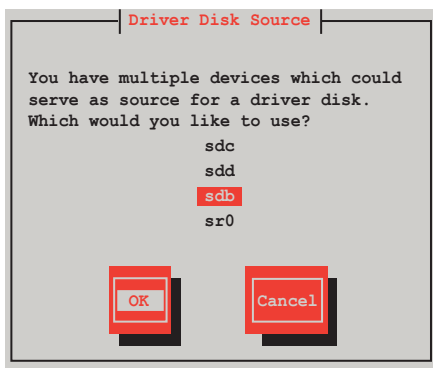 Driver Disk Source
You have multiple devices which could
serve as source for a driver disk.
Which would you like to use?
sdc
sdd
sdb
sr0
OK
Cancel